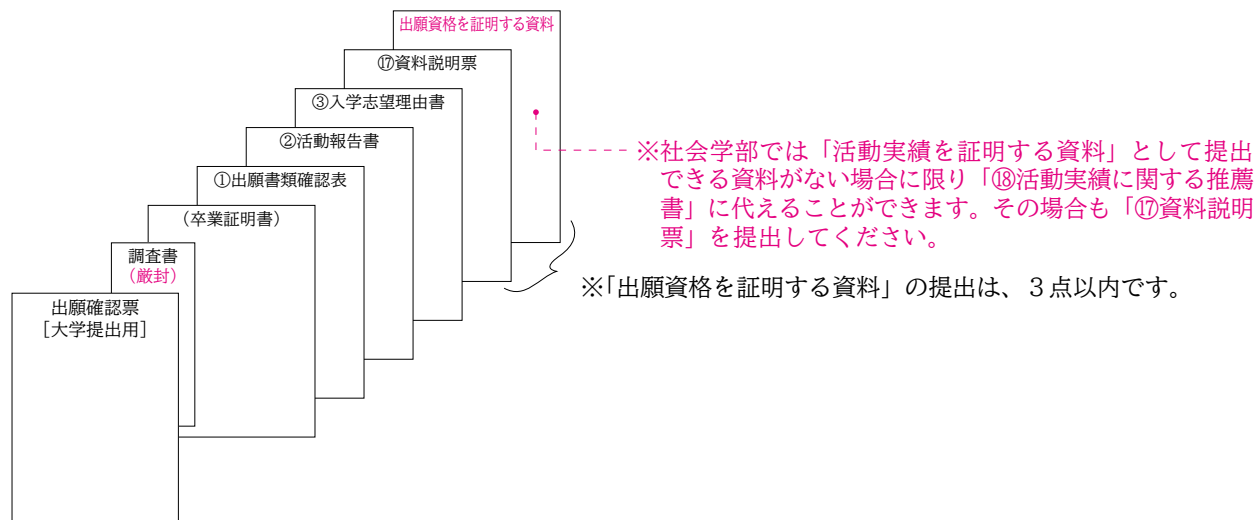 出願資格を証明する資料
⑰資料説明票
③入学志望理由書
②活動報告書
①出願書類確認表
（卒業証明書）
調査書
（厳封）
出願確認票
［大学提出用］
※社会学部では「活動実績を証明する資料」として提出
できる資料がない場合に限り「⑱活動実績に関する推薦
書」に代えることができます。その場合も「⑰資料説明
票」を提出してください。
※「出願資格を証明する資料」の提出は、３点以内です。